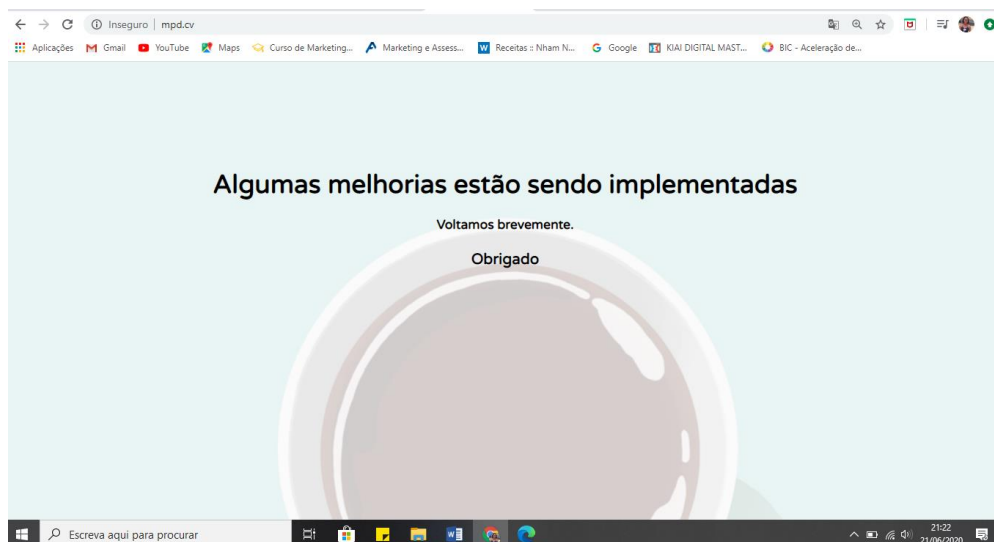 Inseguro | mpd.cv
Aplicações Gmail YouTube Maps Curso de Marketing... Marketing e Assess... Receitas :: Nham N... Google KIAI DIGITAL MAST... BIC - Aceleração de...
Algumas melhorias estão sendo implementadas
Voltamos brevemente.
Obrigado
Escreva aqui para procurar
21:22
21/06/2020